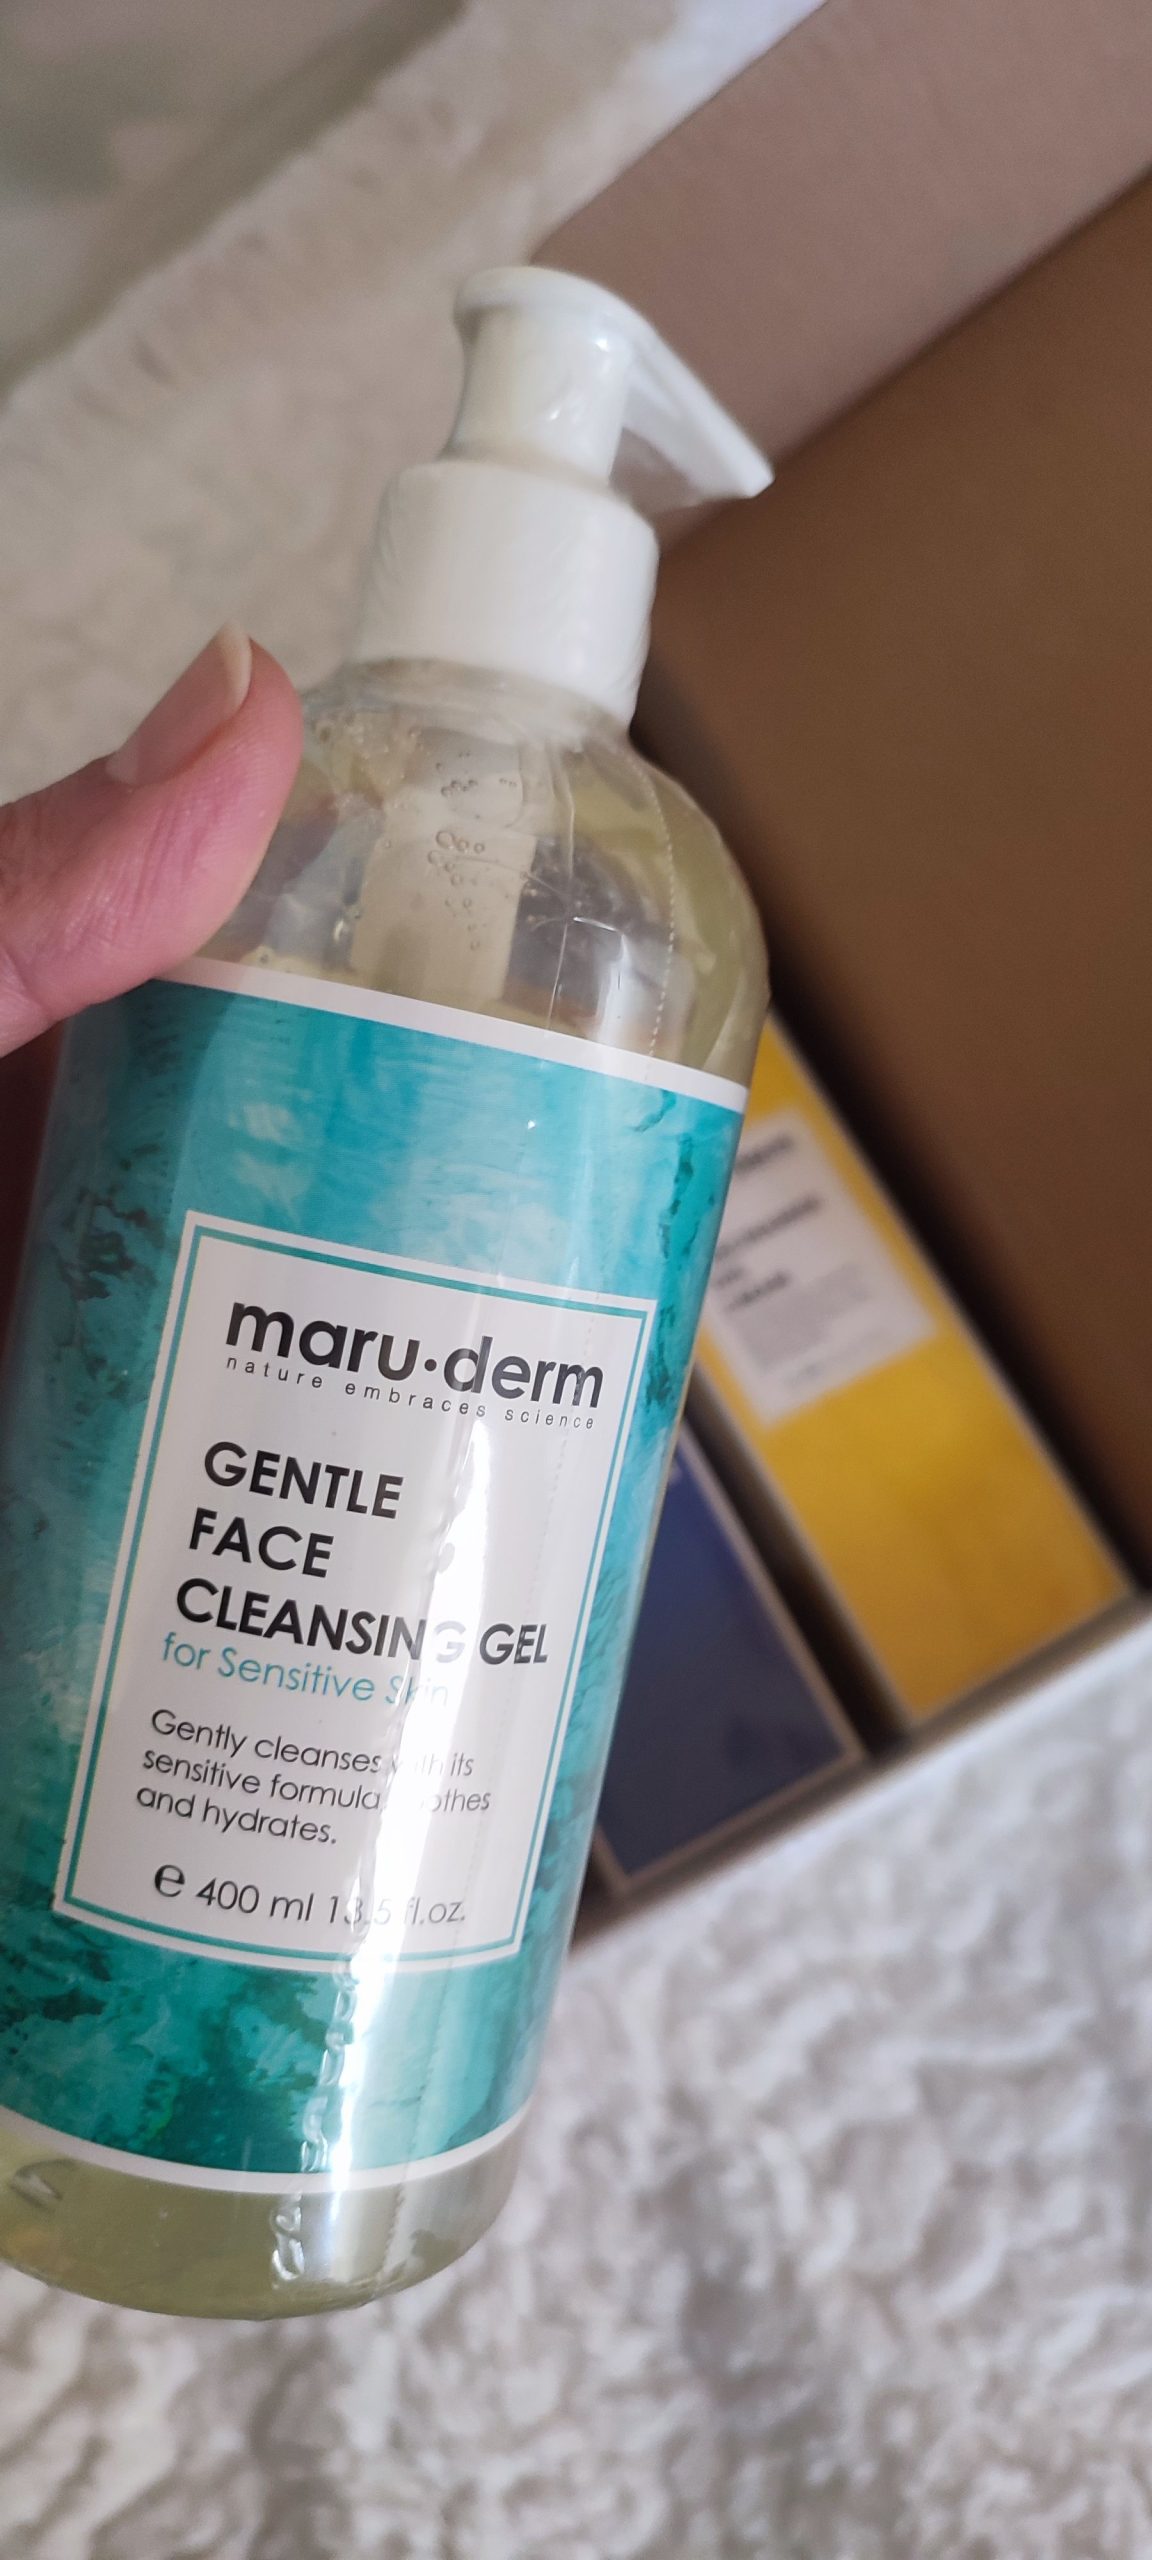 maru·derm
nature embraces science
GENTLE
FACE
CLEANSING GEL
for Sensitive Skin
Gently cleanses with its
sensitive formula, soothes
and hydrates.
℮ 400 ml 13,5 fl.oz.